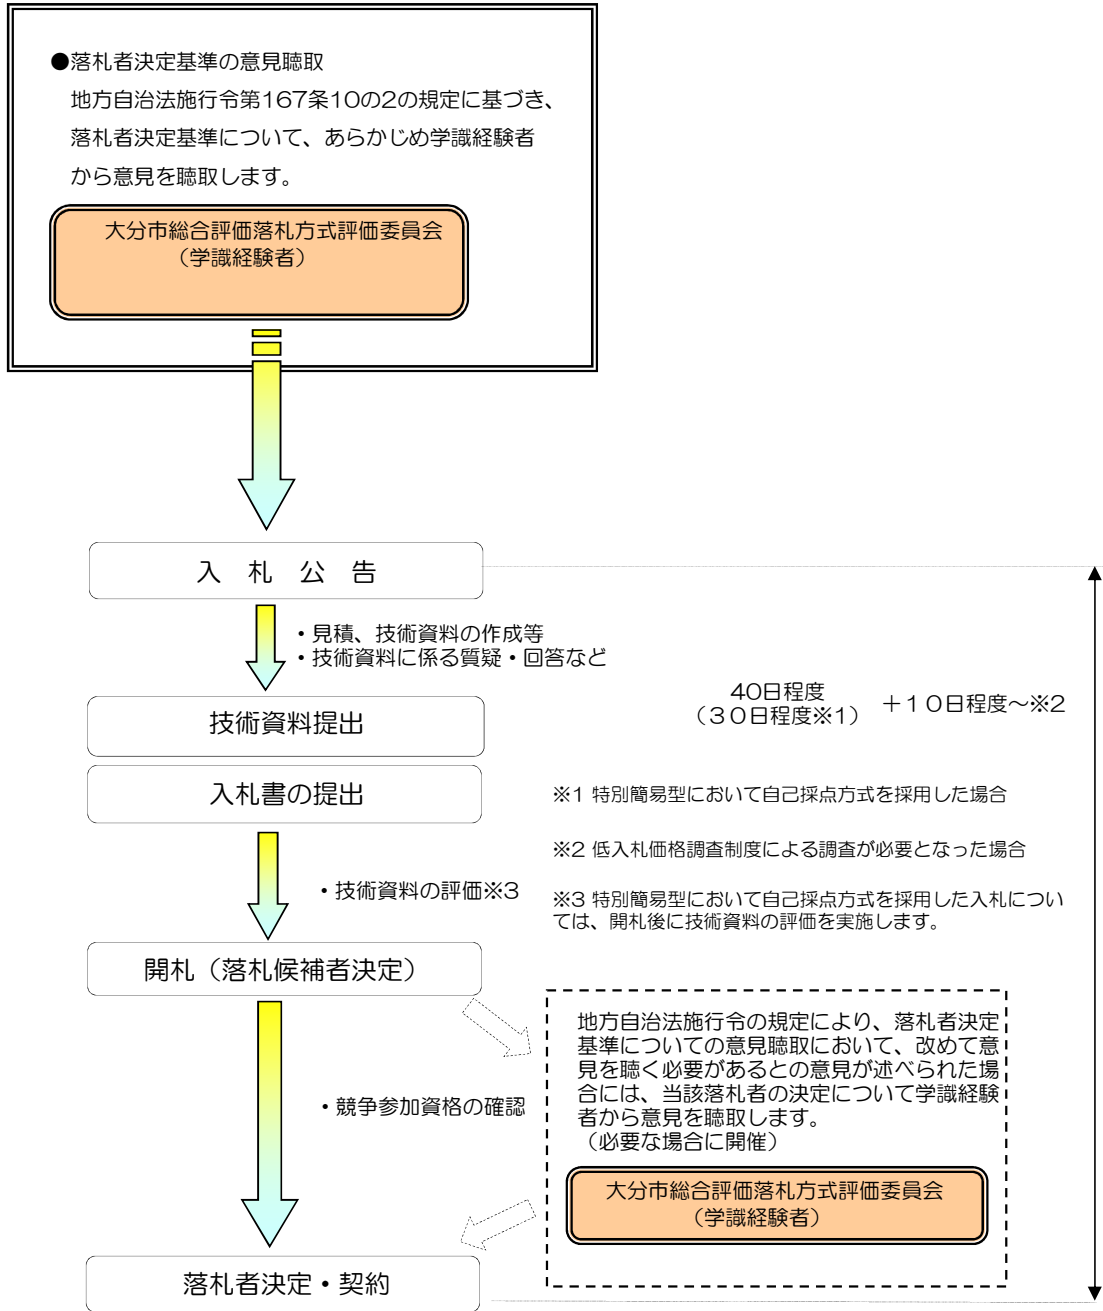 ●落札者決定基準の意見聴取
地方自治法施行令第167条10の2の規定に基づき、
落札者決定基準について、あらかじめ学識経験者
から意見を聴取します。
大分市総合評価落札方式評価委員会
（学識経験者）
入　札　公　告
・見積、技術資料の作成等
・技術資料に係る質疑・回答など
技術資料提出
40日程度
（３０日程度※1）
＋１０日程度～※2
入札書の提出
※1 特別簡易型において自己採点方式を採用した場合
※2 低入札価格調査制度による調査が必要となった場合
・技術資料の評価※3
※3 特別簡易型において自己採点方式を採用した入札につい
ては、開札後に技術資料の評価を実施します。
開札（落札候補者決定）
地方自治法施行令の規定により、落札者決定
基準についての意見聴取において、改めて意
見を聴く必要があるとの意見が述べられた場
合には、当該落札者の決定について学識経験
者から意見を聴取します。
（必要な場合に開催）
・競争参加資格の確認
大分市総合評価落札方式評価委員会
（学識経験者）
落札者決定・契約